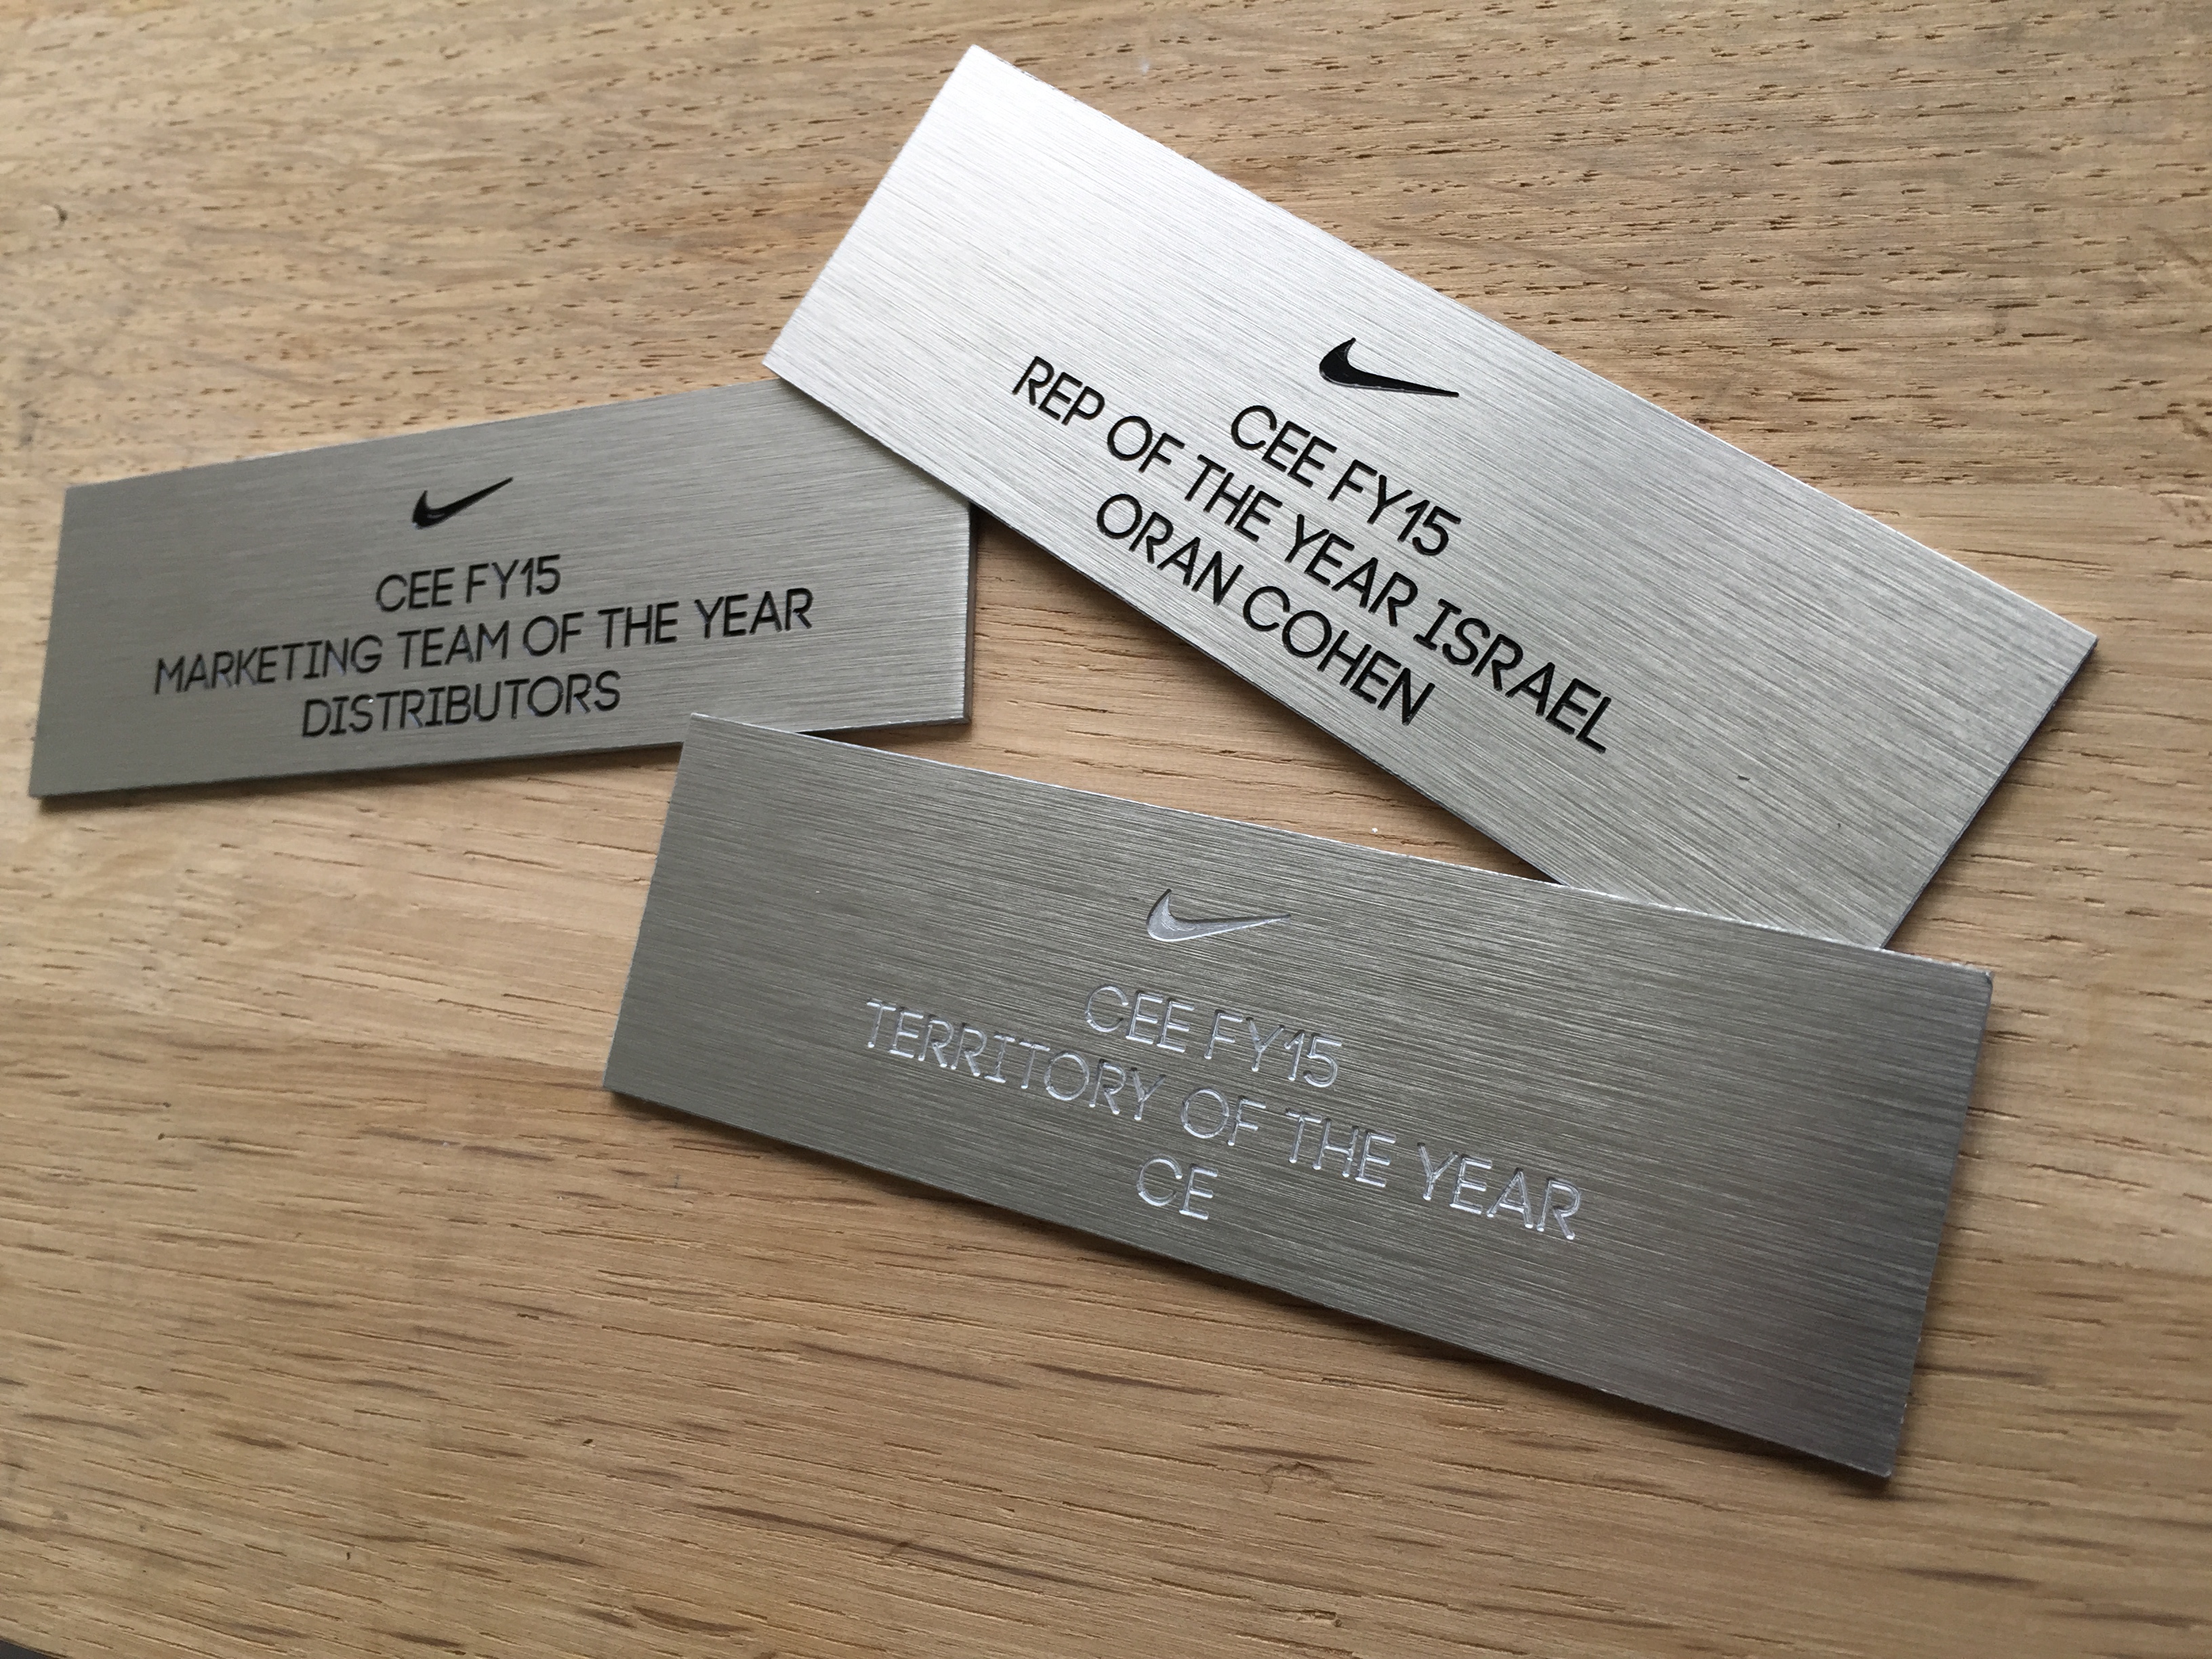 CEE FY15
MARKETING TEAM OF THE YEAR
DISTRIBUTORS
CEE FY15
REP OF THE YEAR ISRAEL
ORAN COHEN
CEE FY15
TERRITORY OF THE YEAR
CE